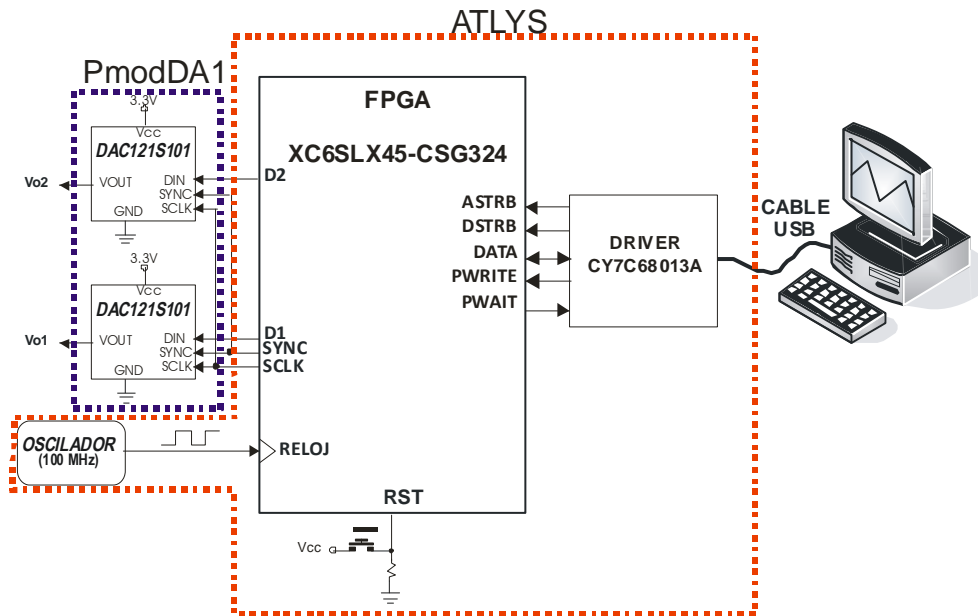 ATLYS
PmodDA1
3.3V
Vcc
DAC121S101
Vo2
VOUT
DIN
SYNC
SCLK
GND
3.3V
Vcc
DAC121S101
Vo1
VOUT
DIN
SYNC
SCLK
GND
FPGA
XC6SLX45-CSG324
D2
D1
SYNC
SCLK
RELOJ
RST
ASTRB
DSTRB
DATA
PWRITE
PWAIT
DRIVER
CY7C68013A
CABLE
USB
OSCILADOR
(100 MHz)
Vcc